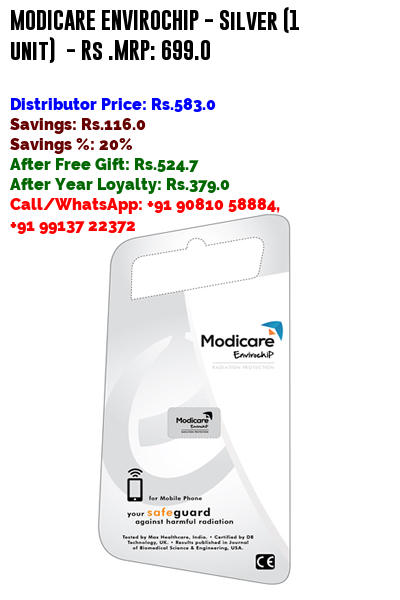 MODICARE ENVIROCHIP - SILVER (1
UNIT) - RS .MRP: 699.0
Distributor Price: Rs.583.0
Savings: Rs.116.0
Savings %: 20%
After Free Gift: Rs.524.7
After Year Loyalty: Rs.379.0
Call/WhatsApp: +91 90810 58884,
+91 99137 22372
Modicare
EnvirochiP
RADIATION PROTECTION
Modicare
EnvirochiP
RADIATION PROTECTION
for Mobile Phone
your safeguard
against harmful radiation
Tested by Max Healthcare, India. • Certified by DB
Technology, UK. • Results published in Journal
of Biomedical Science & Engineering, USA.
CE